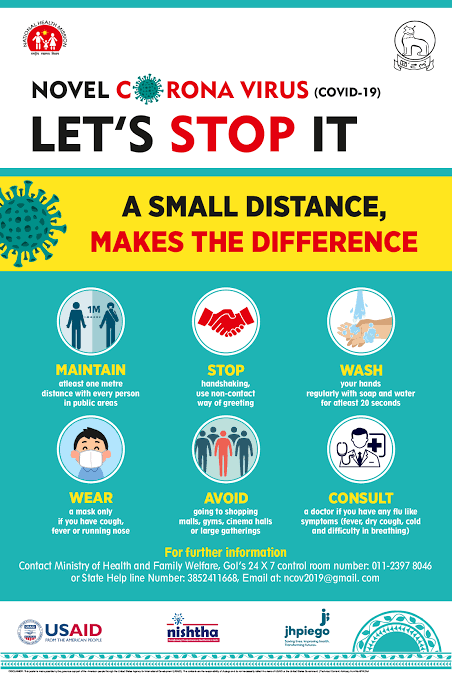 NATIONAL HEALTH MISSION
NOVEL CORONA VIRUS (COVID-19)
LET'S STOP IT
A SMALL DISTANCE,
MAKES THE DIFFERENCE
1M
MAINTAIN
atleast one metre
distance with every person
in public areas
STOP
handshaking,
use non-contact
way of greeting
WASH
your hands
regularly with soap and water
for atleast 20 seconds
WEAR
a mask only
if you have cough,
fever or running nose
AVOID
going to shopping
malls, gyms, cinema halls
or large gatherings
CONSULT
a doctor if you have any flu like
symptoms (fever, dry cough, cold
and difficulty in breathing)
For further information
Contact Ministry of Health and Family Welfare, GoI's 24 X 7 control room number: 011-2397 8046
or State Help line Number: 3852411668, Email at: ncov2019@gmail. com
USAID
FROM THE AMERICAN PEOPLE
nishtha
jhpiego
Saving lives. Improving health.
Transforming futures.